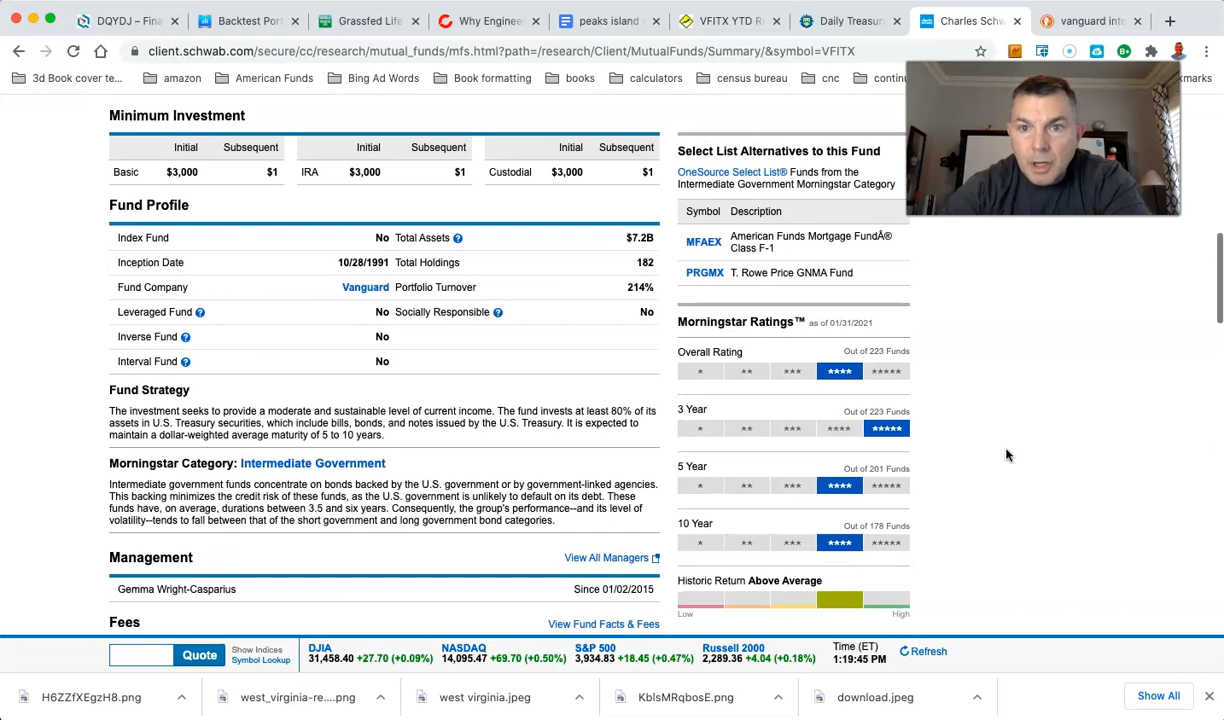 DQYDJ – Fina
Backtest Port
Grassfed Life
Why Enginee
peaks island
VFITX YTD Re
Daily Treasur
Charles Schw
vanguard inte
client.schwab.com/secure/cc/research/mutual_funds/mfs.html?path=/research/Client/MutualFunds/Summary/&symbol=VFITX
3d Book cover te...
amazon
American Funds
Bing Ad Words
Book formatting
books
calculators
census bureau
cnc
continu
kmarks
Minimum Investment
Initial Subsequent Initial Subsequent Initial Subsequent
Basic $3,000 $1 IRA $3,000 $1 Custodial $3,000 $1
Fund Profile
Index Fund No Total Assets ? $7.2B
Inception Date 10/28/1991 Total Holdings 182
Fund Company Vanguard Portfolio Turnover 214%
Leveraged Fund ? No Socially Responsible ? No
Inverse Fund ? No
Interval Fund ? No
Fund Strategy
The investment seeks to provide a moderate and sustainable level of current income. The fund invests at least 80% of its
assets in U.S. Treasury securities, which include bills, bonds, and notes issued by the U.S. Treasury. It is expected to
maintain a dollar-weighted average maturity of 5 to 10 years.
Morningstar Category: Intermediate Government
Intermediate government funds concentrate on bonds backed by the U.S. government or by government-linked agencies.
This backing minimizes the credit risk of these funds, as the U.S. government is unlikely to default on its debt. These
funds have, on average, durations between 3.5 and six years. Consequently, the group's performance--and its level of
volatility--tends to fall between that of the short government and long government bond categories.
Management View All Managers
Gemma Wright-Casparius Since 01/02/2015
Fees View Fund Facts & Fees
Select List Alternatives to this Fund
OneSource Select List® Funds from the
Intermediate Government Morningstar Category
Symbol Description
MFAEX American Funds Mortgage FundÂ®
Class F-1
PRGMX T. Rowe Price GNMA Fund
Morningstar Ratings™ as of 01/31/2021
Overall Rating Out of 223 Funds
★ ★★ ★★★ ★★★★ ★★★★★
3 Year Out of 223 Funds
★ ★★ ★★★ ★★★★ ★★★★★
5 Year Out of 201 Funds
★ ★★ ★★★ ★★★★ ★★★★★
10 Year Out of 178 Funds
★ ★★ ★★★ ★★★★ ★★★★★
Historic Return Above Average
Low High
Quote
Show Indices
Symbol Lookup
DJIA
31,458.40 +27.70 (+0.09%)
NASDAQ
14,095.47 +69.70 (+0.50%)
S&P 500
3,934.83 +18.45 (+0.47%)
Russell 2000
2,289.36 +4.04 (+0.18%)
Time (ET)
1:19:45 PM
Refresh
H6ZZfXEgzH8.png
west_virginia-re....png
west virginia.jpeg
KblsMRqbosE.png
download.jpeg
Show All